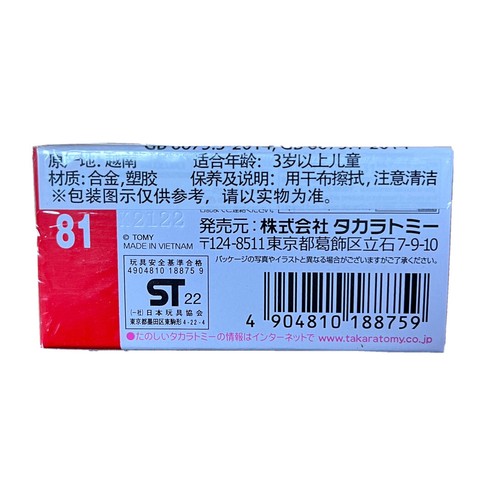 原产地: 越南 适合年龄: 3岁以上儿童
材质: 合金,塑胶 保养及说明: 用干布擦拭,注意清洁
※包装图示仅供参考, 请以实物为准。
81
© TOMY
MADE IN VIETNAM
発売元: 株式会社 タカラトミー
〒124-8511 東京都葛飾区立石7-9-10
パッケージの写真やイラストと異なる場合がございますがご了承ください。
玩具安全基準合格
4904810 18875 9
ST 22
(一社)日本玩具協会
東京都墨田区東駒形4-22-4
4 904810 188759
●たのしいタカラトミーの情報はインターネットで www.takaratomy.co.jp